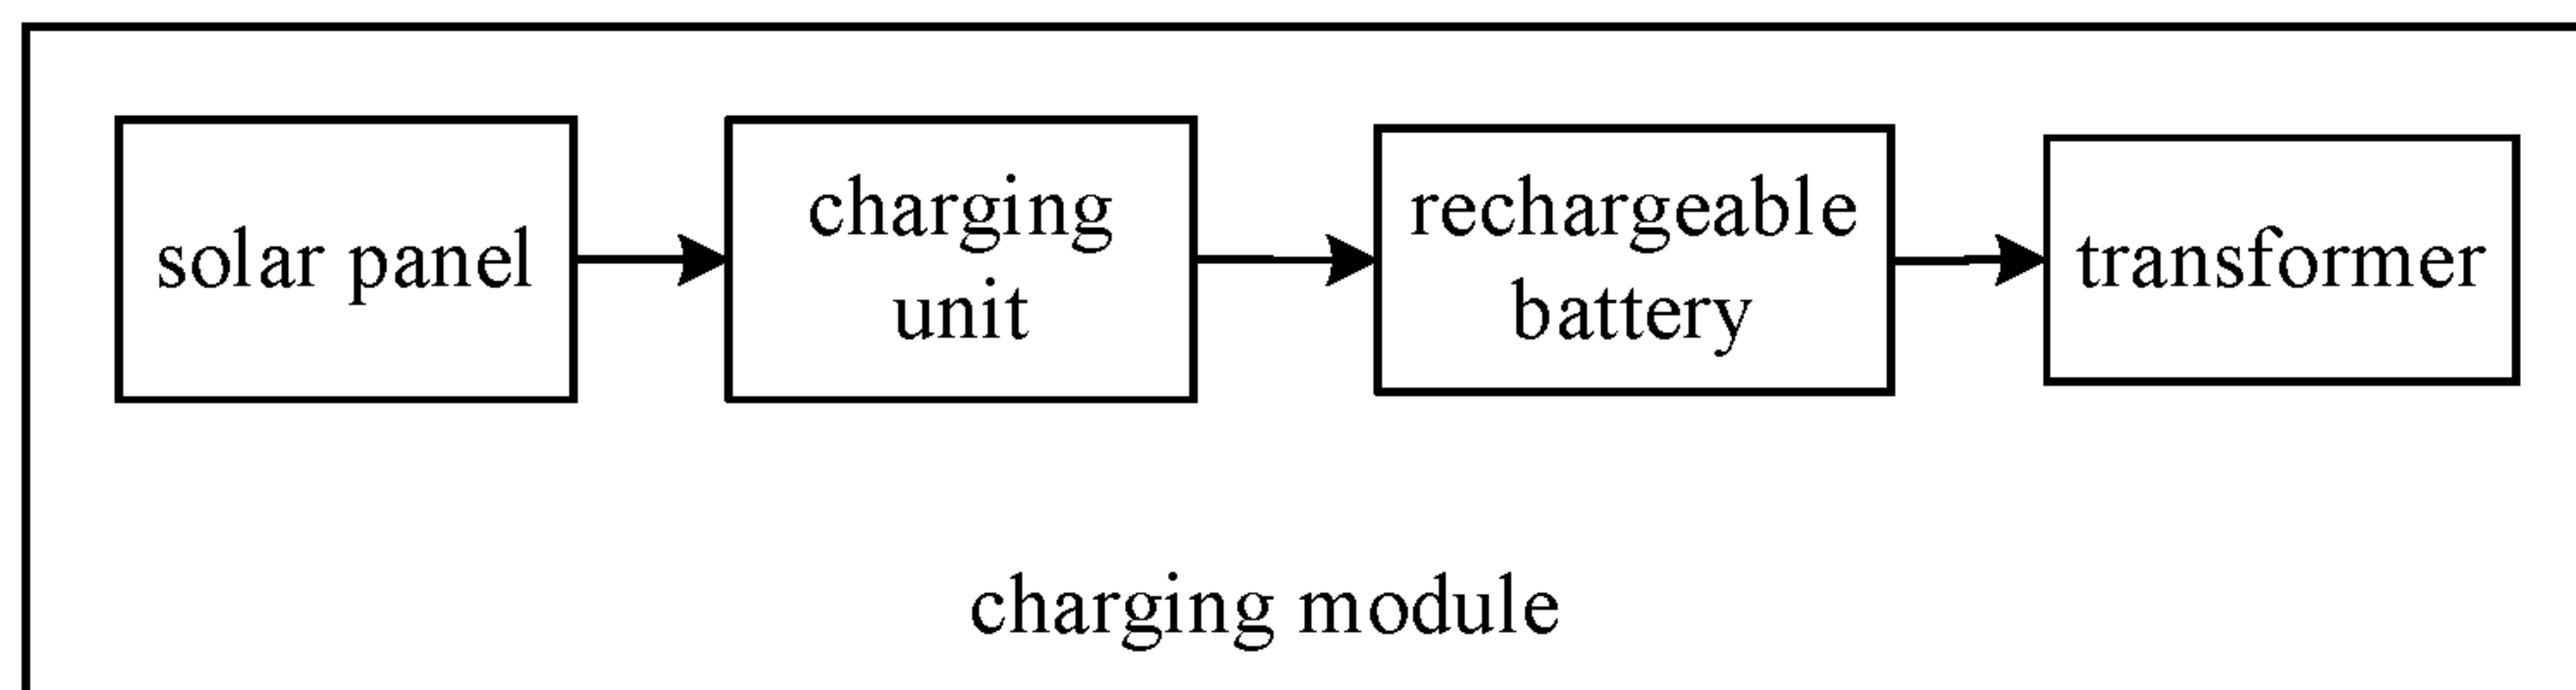 solar panel
charging
unit
rechargeable
battery
transformer
charging module